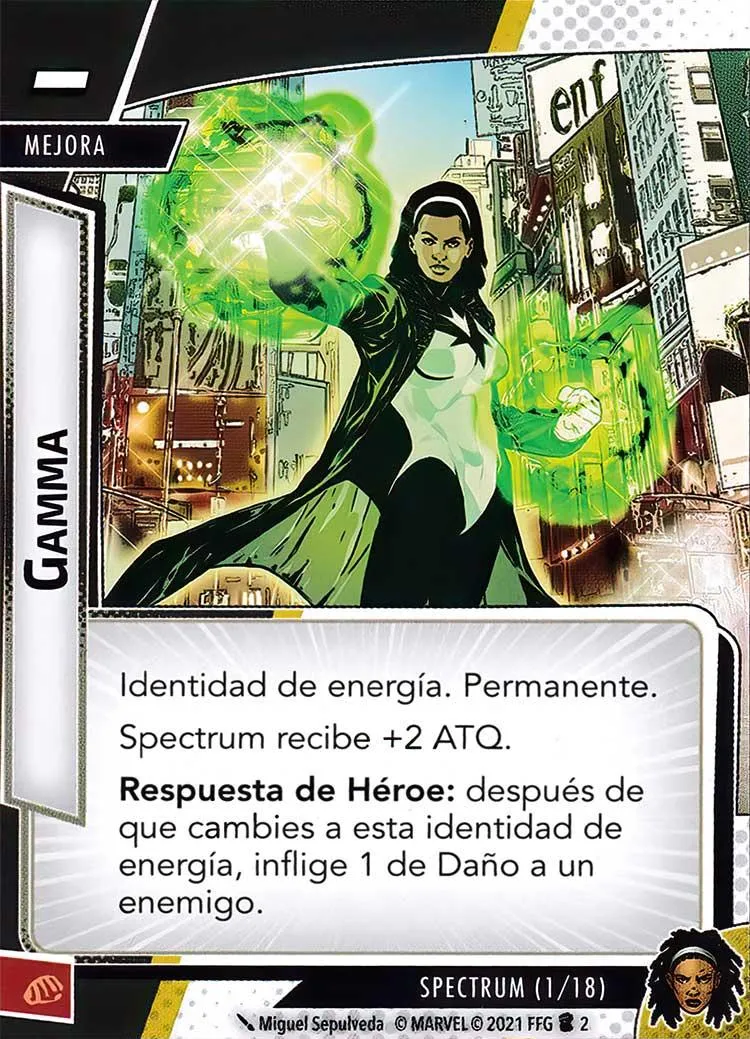 –
MEJORA
enf
GAMMA
Identidad de energía. Permanente.
Spectrum recibe +2 ATQ.
Respuesta de Héroe: después de
que cambies a esta identidad de
energía, inflige 1 de Daño a un
enemigo.
SPECTRUM (1/18)
Miguel Sepulveda © MARVEL © 2021 FFG 2